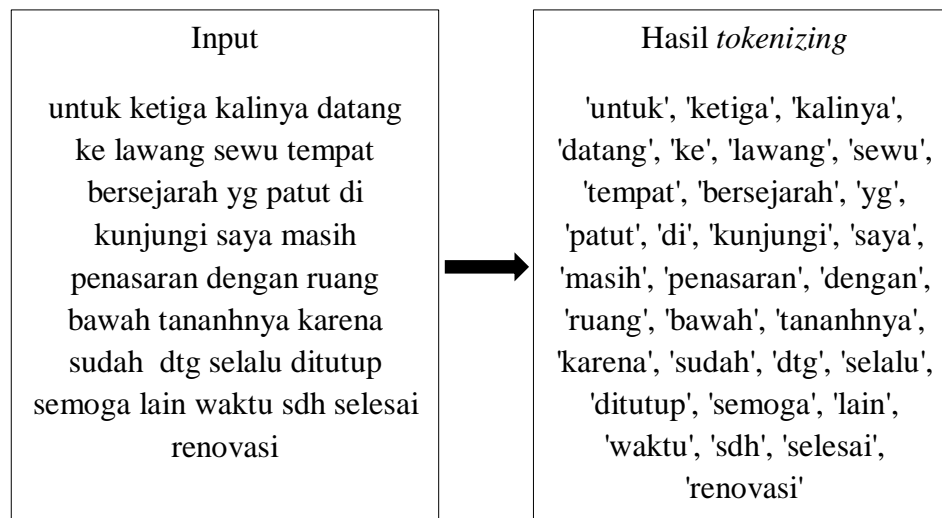 Input
untuk ketiga kalinya datang
ke lawang sewu tempat
bersejarah yg patut di
kunjungi saya masih
penasaran dengan ruang
bawah tananhnya karena
sudah  dtg selalu ditutup
semoga lain waktu sdh selesai
renovasi
Hasil tokenizing
'untuk', 'ketiga', 'kalinya',
'datang', 'ke', 'lawang', 'sewu',
'tempat', 'bersejarah', 'yg',
'patut', 'di', 'kunjungi', 'saya',
'masih', 'penasaran', 'dengan',
'ruang', 'bawah', 'tananhnya',
'karena', 'sudah', 'dtg', 'selalu',
'ditutup', 'semoga', 'lain',
'waktu', 'sdh', 'selesai',
'renovasi'